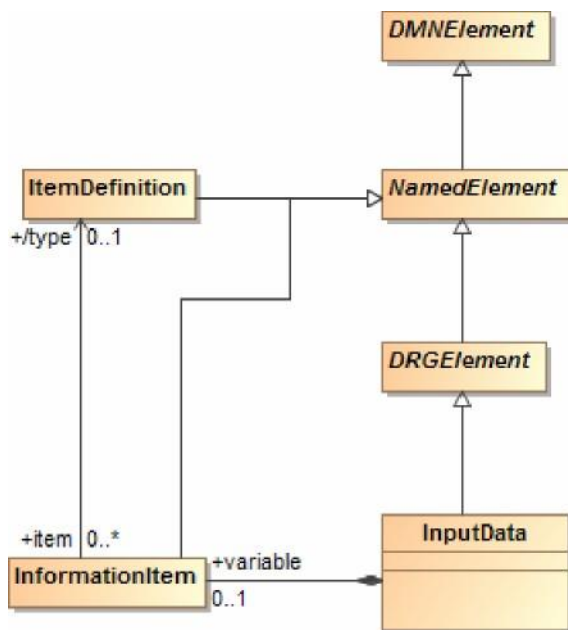 DMNElement
ItemDefinition
NamedElement
+/type 0..1
DRGElement
+item 0..*
InputData
InformationItem
+variable
0..1